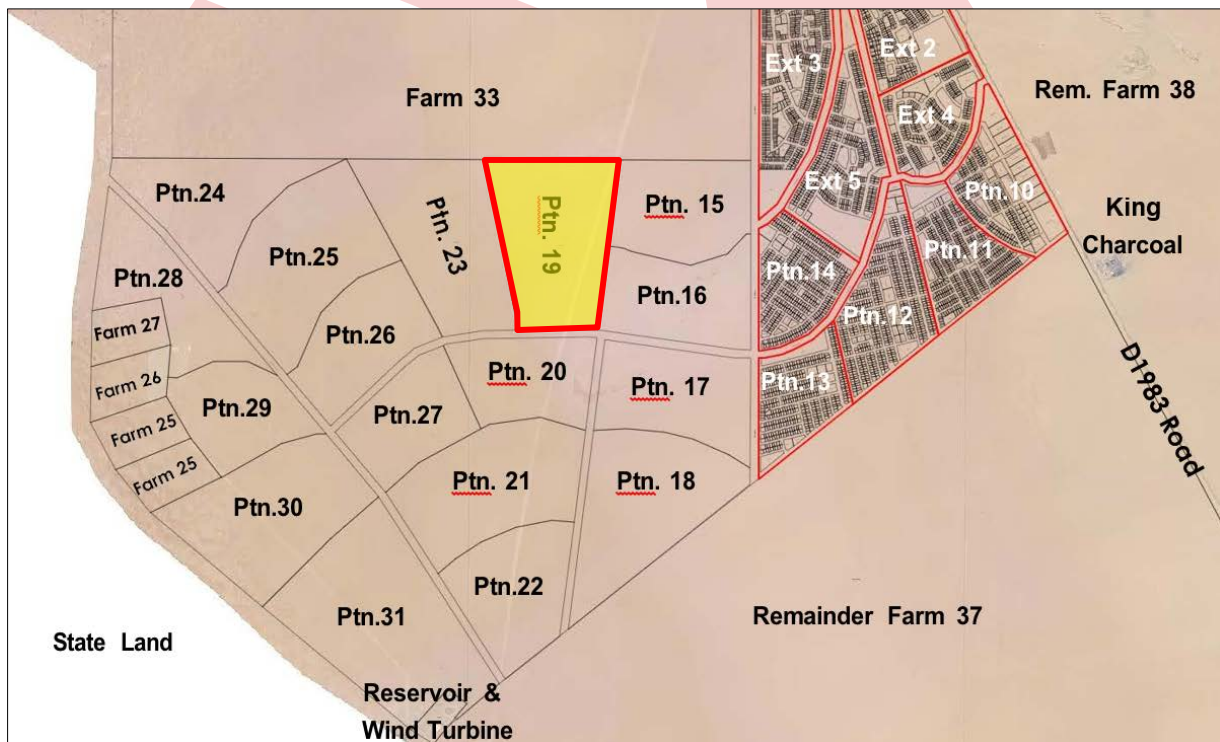 Ext 3
Ext 2
Farm 33
Rem. Farm 38
Ext 4
Ptn.24
Ptn. 23
Ptn. 19
Ptn. 15
Ext 5
Ptn.10
King
Charcoal
Ptn.25
Ptn.11
Ptn.28
Ptn.14
Ptn.16
Farm 27
Ptn.26
Ptn.12
Farm 26
Ptn. 20
Ptn. 17
Ptn.13
D1983 Road
Ptn.29
Ptn.27
Farm 25
Farm 25
Ptn. 21
Ptn. 18
Ptn.30
Ptn.22
Ptn.31
Remainder Farm 37
State Land
Reservoir &
Wind Turbine